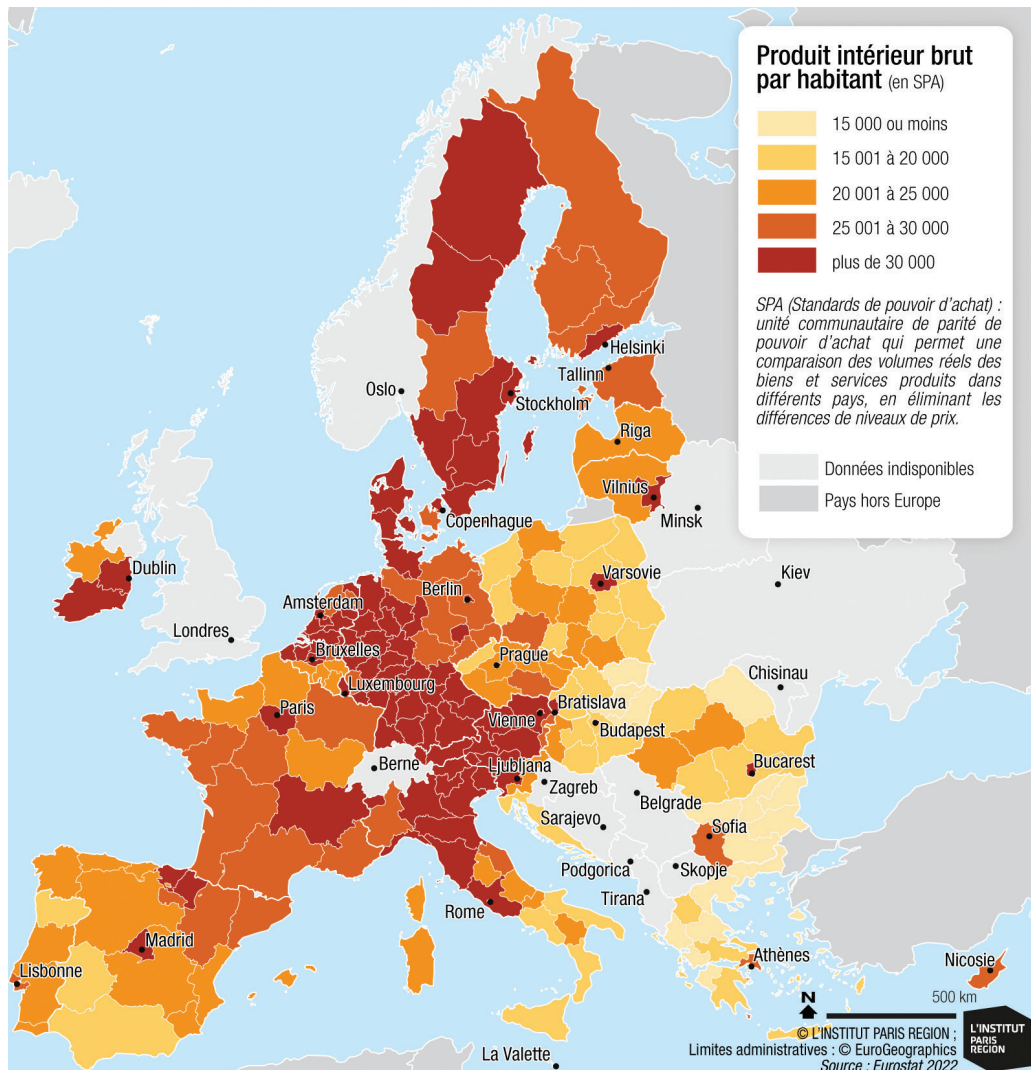 Produit intérieur brut
par habitant (en SPA)
15 000 ou moins
15 001 à 20 000
20 001 à 25 000
25 001 à 30 000
plus de 30 000
SPA (Standards de pouvoir d'achat) :
unité communautaire de parité de
pouvoir d'achat qui permet une
comparaison des volumes réels des
biens et services produits dans
différents pays, en éliminant les
différences de niveaux de prix.
Données indisponibles
Pays hors Europe
Helsinki
Tallinn
Oslo
Stockholm
Riga
Vilnius
Minsk
Copenhague
Dublin
Varsovie
Kiev
Berlin
Amsterdam
Londres
Bruxelles
Prague
Luxembourg
Chisinau
Paris
Bratislava
Vienne
Budapest
Berne
Ljubljana
Bucarest
Zagreb
Belgrade
Sarajevo
Sofia
Podgorica
Skopje
Tirana
Rome
Madrid
Lisbonne
Athènes
Nicosie
La Valette
N
500 km
© L'INSTITUT PARIS REGION ;
Limites administratives : © EuroGeographics
Source : Eurostat 2022
L'INSTITUT
PARIS
REGION